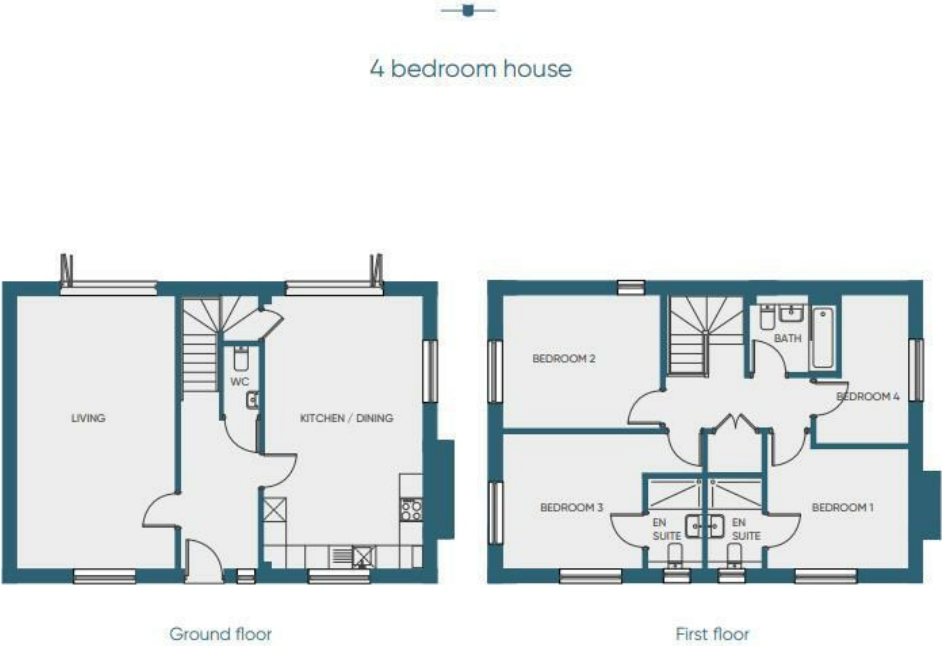 4 bedroom house
LIVING
WC
KITCHEN / DINING
BEDROOM 2
BATH
BEDROOM 4
BEDROOM 3
EN
SUITE
EN
SUITE
BEDROOM 1
Ground floor
First floor